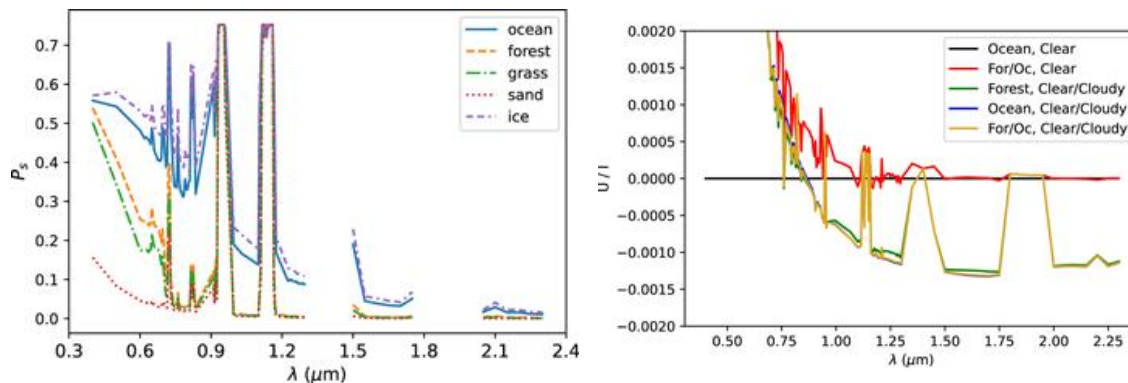 0.7
0.6
0.5
0.4
0.3
0.2
0.1
0.0
P_s
0.3 0.6 0.9 1.2 1.5 1.8 2.1 2.4
λ (μm)
ocean
forest
grass
sand
ice
0.0020
0.0015
0.0010
0.0005
0.0000
−0.0005
−0.0010
−0.0015
−0.0020
U / I
0.50 0.75 1.00 1.25 1.50 1.75 2.00 2.25
λ (μm)
Ocean, Clear
For/Oc, Clear
Forest, Clear/Cloudy
Ocean, Clear/Cloudy
For/Oc, Clear/Cloudy